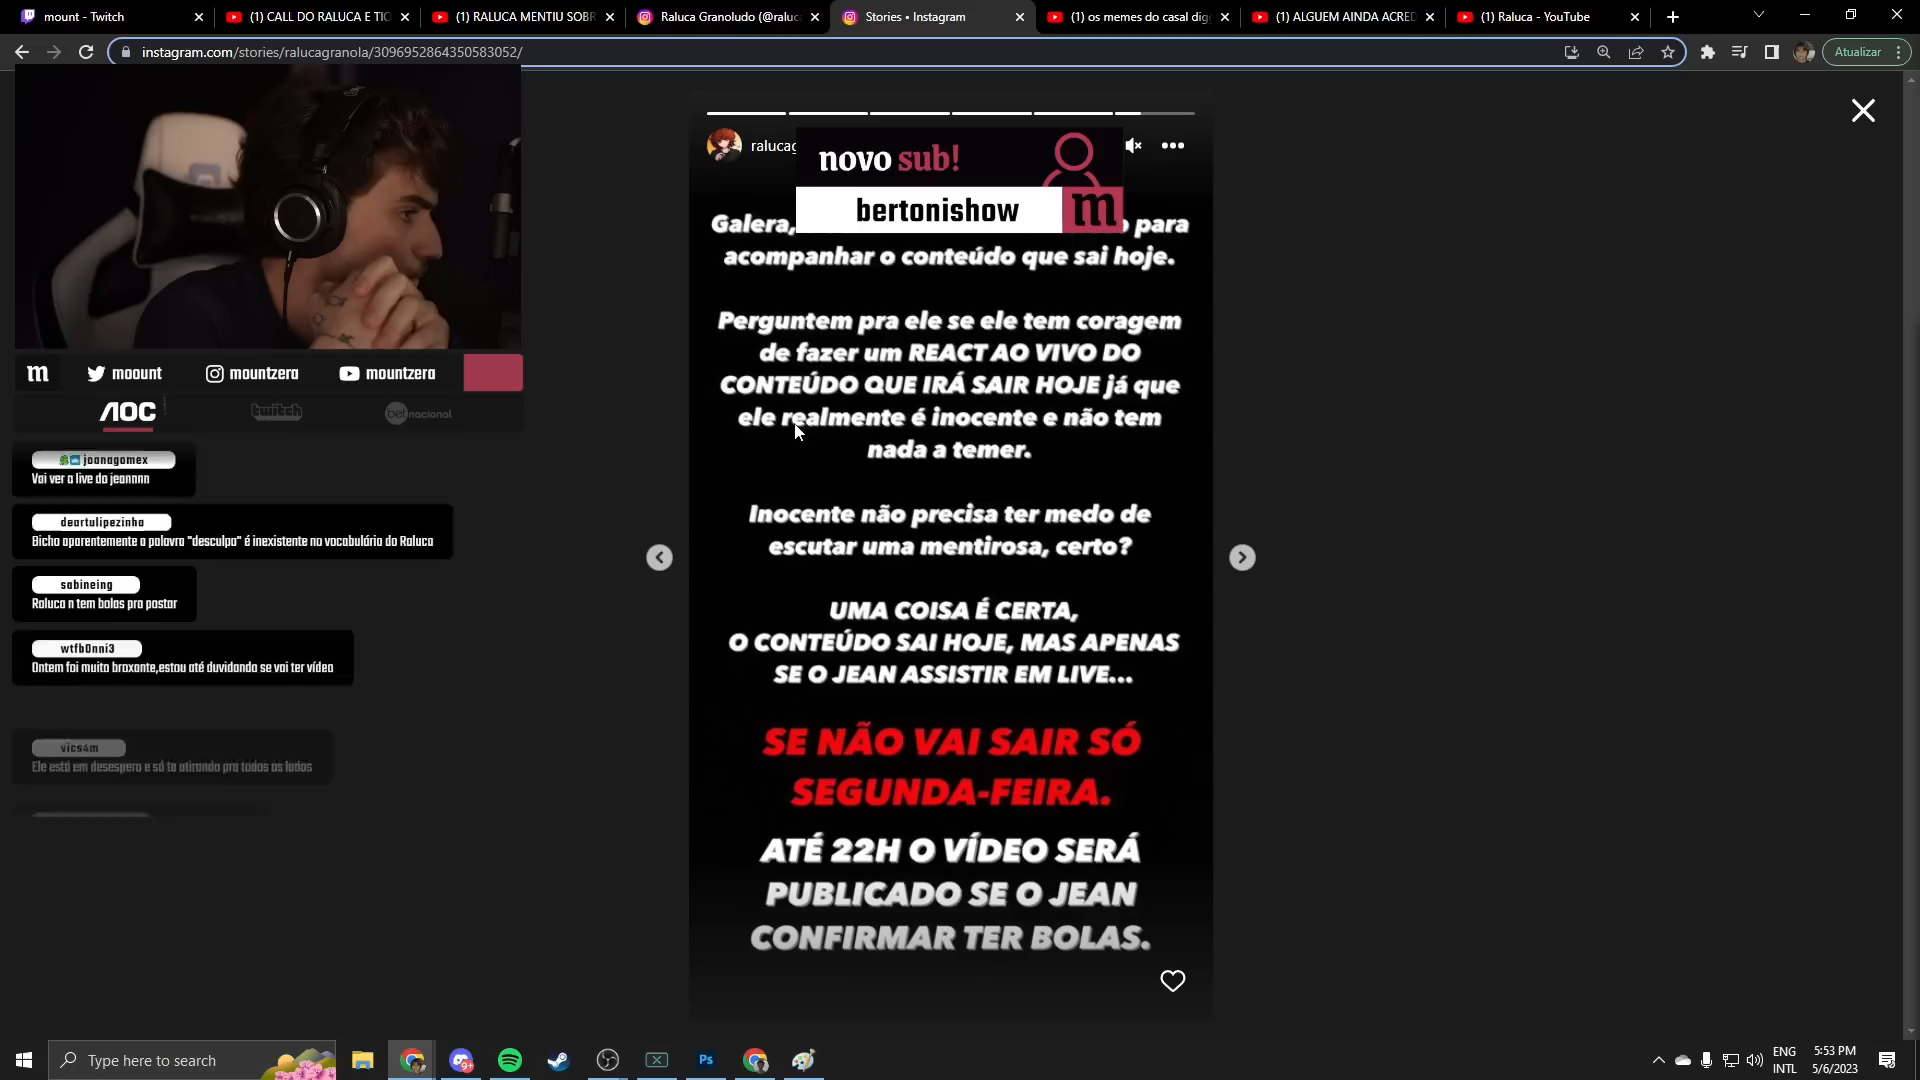 mount - Twitch
(1) CALL DO RALUCA E TIO
(1) RALUCA MENTIU SOBR
Raluca Granoludo (@raluca
Stories • Instagram
(1) os memes do casal dig
(1) ALGUEM AINDA ACRED
(1) Raluca - YouTube
instagram.com/stories/ralucagranola/3096952864350583052/
Atualizar
ralucag
novo sub!
bertonishow
m
Galera, para
acompanhar o conteúdo que sai hoje.
Perguntem pra ele se ele tem coragem
de fazer um REACT AO VIVO DO
CONTEÚDO QUE IRÁ SAIR HOJE já que
ele realmente é inocente e não tem
nada a temer.
Inocente não precisa ter medo de
escutar uma mentirosa, certo?
UMA COISA É CERTA,
O CONTEÚDO SAI HOJE, MAS APENAS
SE O JEAN ASSISTIR EM LIVE...
SE NÃO VAI SAIR SÓ
SEGUNDA-FEIRA.
ATÉ 22H O VÍDEO SERÁ
PUBLICADO SE O JEAN
CONFIRMAR TER BOLAS.
m moount mountzera mountzera
AOC twitch betnacional
joanagomex
Vai ver a live do jeannnn
deartulipezinha
Bicho aparentemente a palavra "desculpa" é inexistente no vocabulário do Raluca
sabineing
Raluca n tem bolas pra postar
wtfb0nni3
Ontem foi muito broxante,estou até duvidando se vai ter vídeo
vics4m
Ele está em desespero e só ta atirando pra todos os lados
Type here to search
9+
Ps
ENG
INTL
5:53 PM
5/6/2023